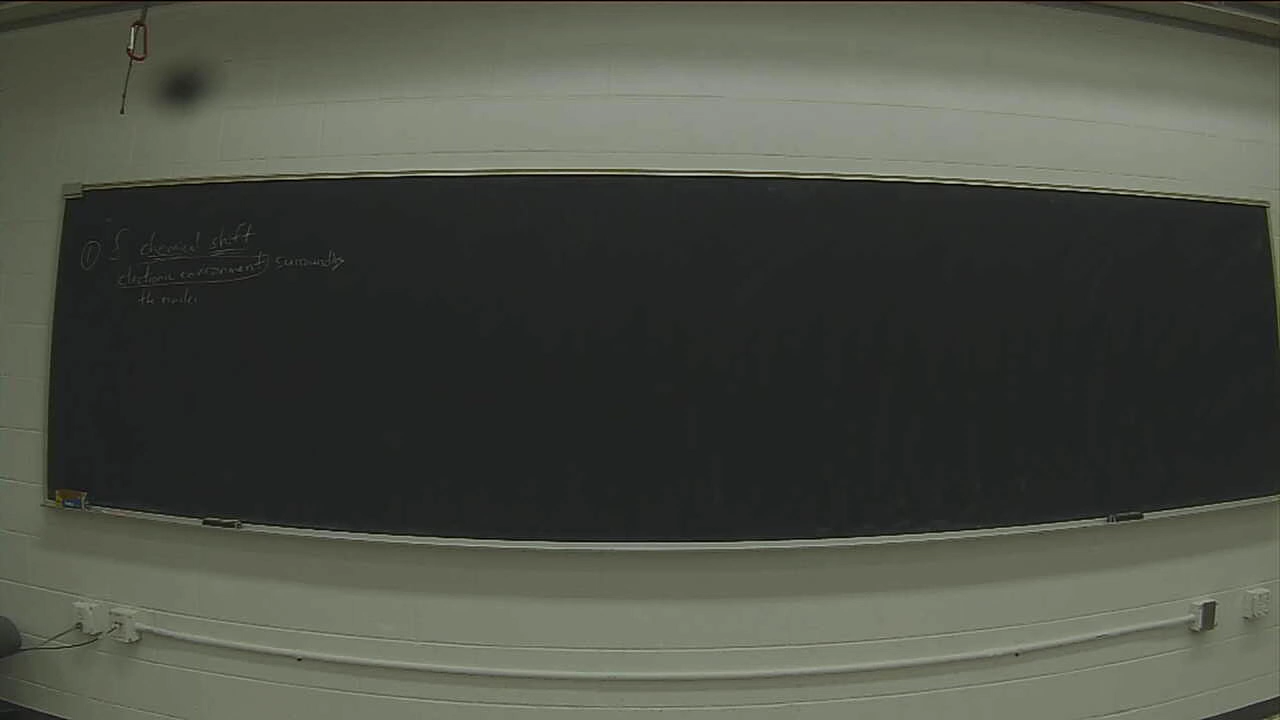 ① δ chemical shift
electronic environment surrounding
the nuclei